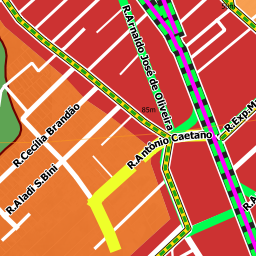 R.Arnaldo José de Oliveira
85m
R.Antônio Caetano
R.Cecília Brandão
R.Aladi S.Bini
R.Exp.M
R.A